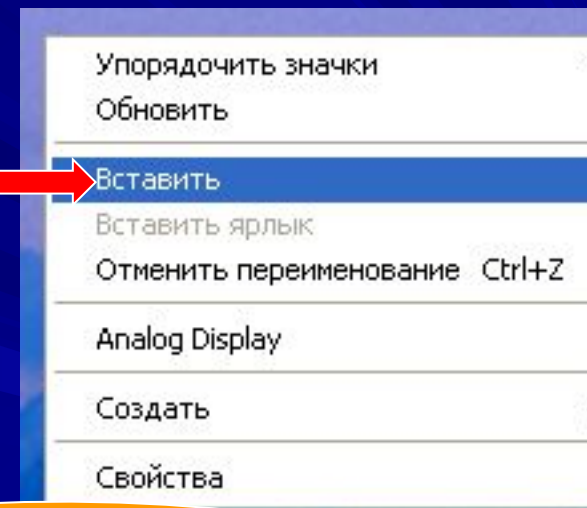 Упорядочить значки
Обновить
Вставить
Вставить ярлык
Отменить переименование Ctrl+Z
Analog Display
Создать
Свойства